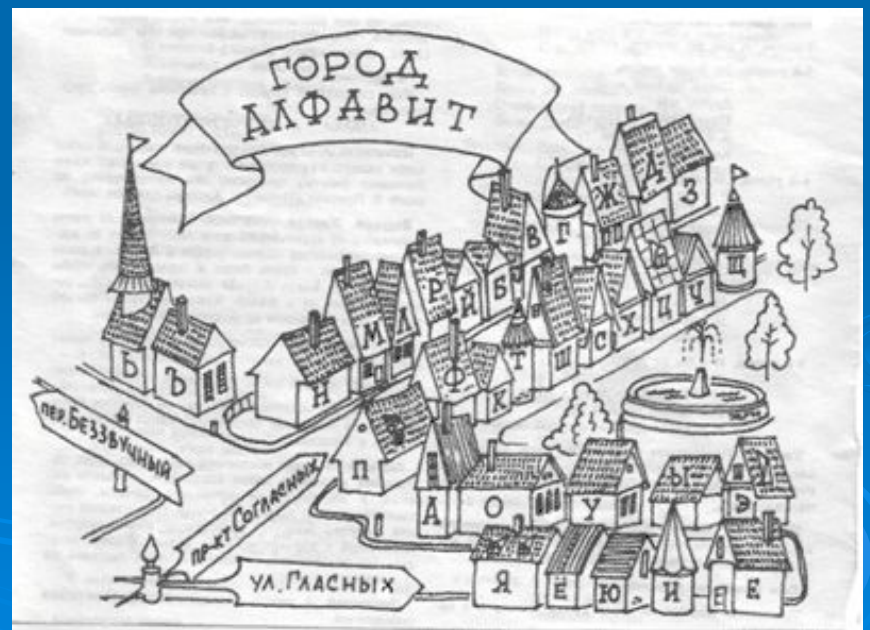 ГОРОД
АЛФАВИТ
Ж Д З
В Г
Р Й Б
М Л
Щ
Ь Ъ
Н
Ф К Т Ш С Х Ц Ч
П
пер. Беззвучный
пр-кт Согласных
ул. Гласных
А О У Ы Э
Я Ё Ю И Е